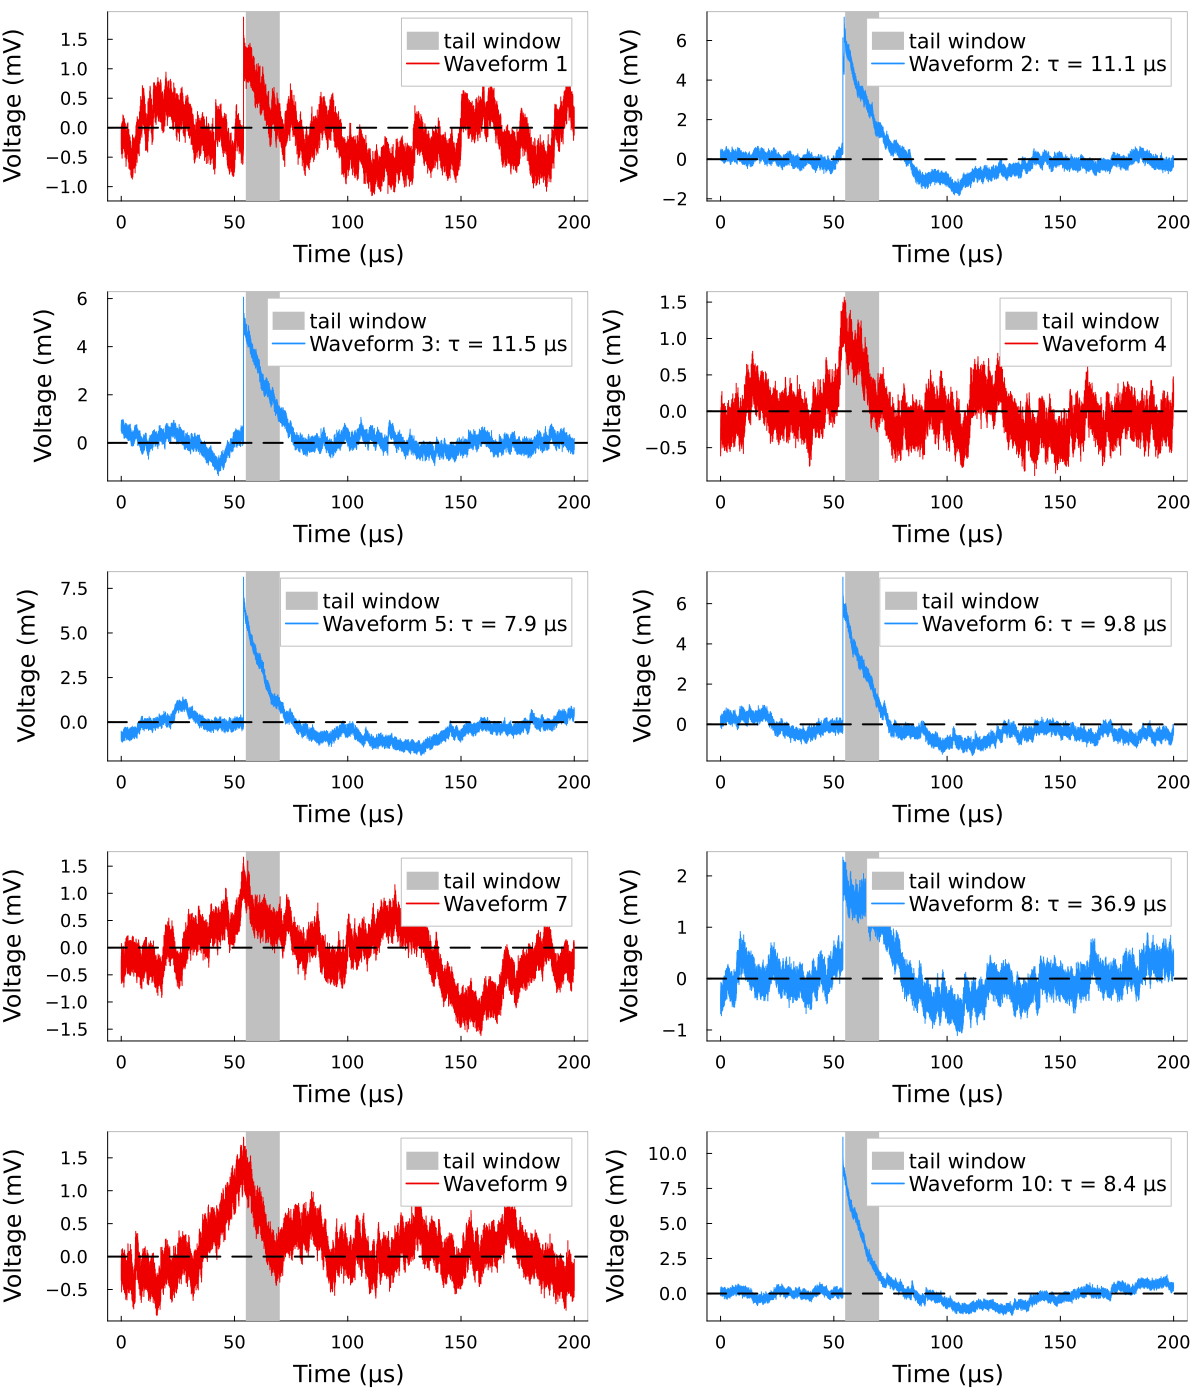 Voltage (mV)
1.5
1.0
0.5
0.0
−0.5
−1.0
tail window
Waveform 1
0 50 100 150 200
Time (μs)
Voltage (mV)
6
4
2
0
−2
tail window
Waveform 2: τ = 11.1 μs
0 50 100 150 200
Time (μs)
Voltage (mV)
6
4
2
0
tail window
Waveform 3: τ = 11.5 μs
0 50 100 150 200
Time (μs)
Voltage (mV)
1.5
1.0
0.5
0.0
−0.5
tail window
Waveform 4
0 50 100 150 200
Time (μs)
Voltage (mV)
7.5
5.0
2.5
0.0
tail window
Waveform 5: τ = 7.9 μs
0 50 100 150 200
Time (μs)
Voltage (mV)
6
4
2
0
tail window
Waveform 6: τ = 9.8 μs
0 50 100 150 200
Time (μs)
Voltage (mV)
1.5
1.0
0.5
0.0
−0.5
−1.0
−1.5
tail window
Waveform 7
0 50 100 150 200
Time (μs)
Voltage (mV)
2
1
0
−1
tail window
Waveform 8: τ = 36.9 μs
0 50 100 150 200
Time (μs)
Voltage (mV)
1.5
1.0
0.5
0.0
−0.5
tail window
Waveform 9
0 50 100 150 200
Time (μs)
Voltage (mV)
10.0
7.5
5.0
2.5
0.0
tail window
Waveform 10: τ = 8.4 μs
0 50 100 150 200
Time (μs)